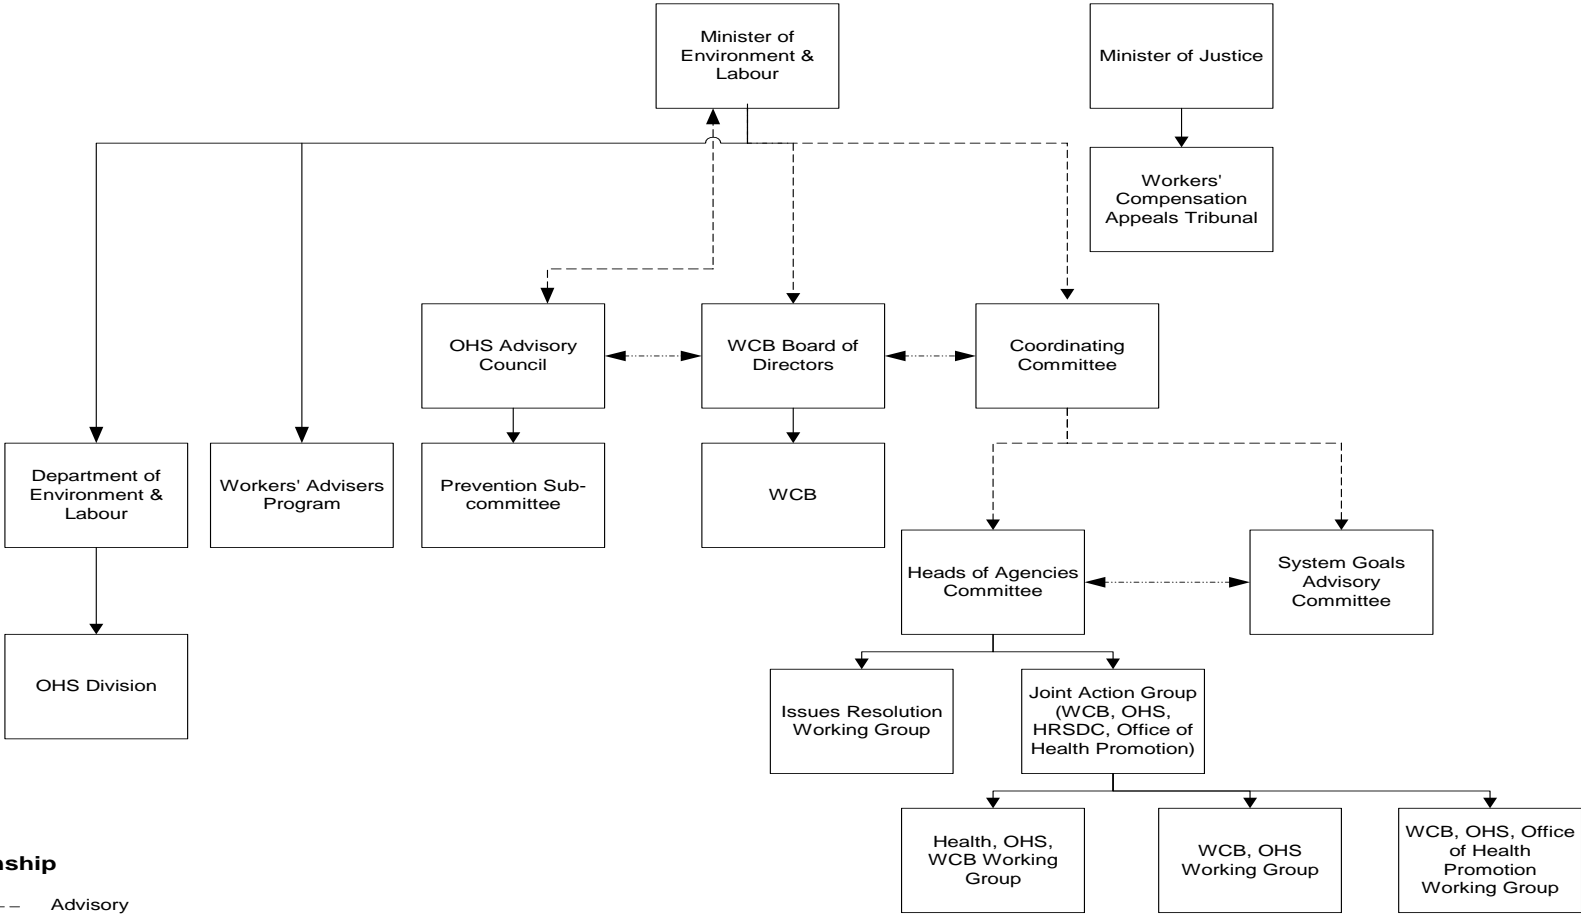 Minister of
Environment &
Labour
Minister of Justice
Workers'
Compensation
Appeals Tribunal
OHS Advisory
Council
WCB Board of
Directors
Coordinating
Committee
Department of
Environment &
Labour
Workers' Advisers
Program
Prevention Sub-
committee
WCB
Heads of Agencies
Committee
System Goals
Advisory
Committee
OHS Division
Issues Resolution
Working Group
Joint Action Group
(WCB, OHS,
HRSDC, Office of
Health Promotion)
Health, OHS,
WCB Working
Group
WCB, OHS
Working Group
WCB, OHS, Office
of Health
Promotion
Working Group
nship
Advisory